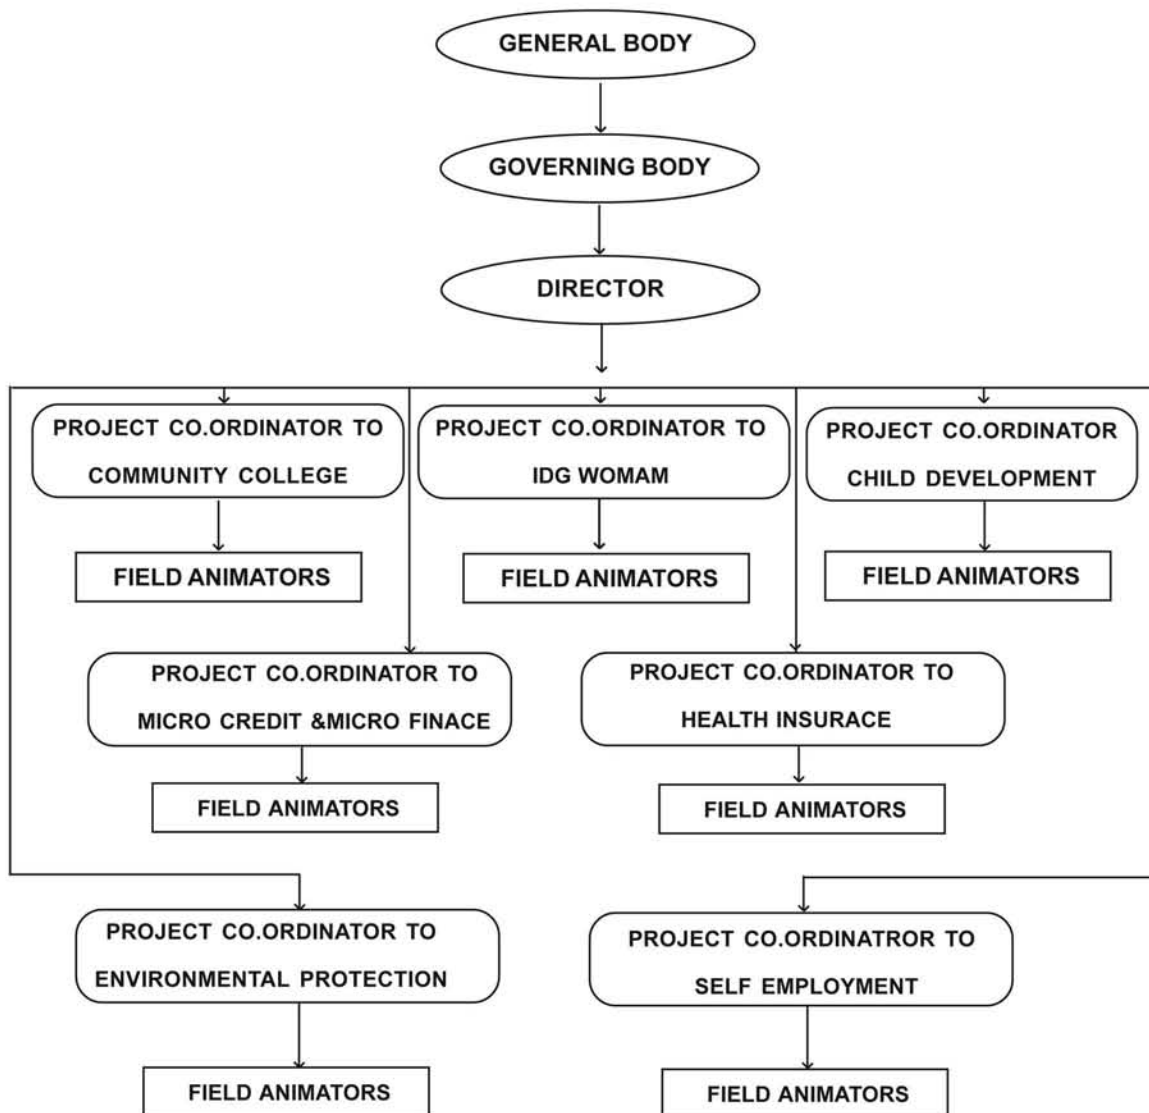 GENERAL BODY
GOVERNING BODY
DIRECTOR
PROJECT CO.ORDINATOR TO
COMMUNITY COLLEGE
PROJECT CO.ORDINATOR TO
IDG WOMAM
PROJECT CO.ORDINATOR
CHILD DEVELOPMENT
FIELD ANIMATORS
FIELD ANIMATORS
FIELD ANIMATORS
PROJECT CO.ORDINATOR TO
MICRO CREDIT &MICRO FINACE
PROJECT CO.ORDINATOR TO
HEALTH INSURACE
FIELD ANIMATORS
FIELD ANIMATORS
PROJECT CO.ORDINATOR TO
ENVIRONMENTAL PROTECTION
PROJECT CO.ORDINATROR TO
SELF EMPLOYMENT
FIELD ANIMATORS
FIELD ANIMATORS